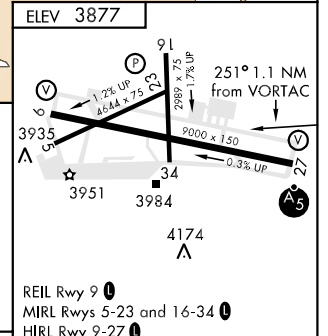 ELEV 3877
16
P
251° 1.1 NM
from VORTAC
V
1.2% UP
4644 x 75
23
2989 x 75
1.7% UP
9
3935
5
9000 x 150
V
0.3% UP
27
34
3951
3984
A5
4174
REIL Rwy 9 L
MIRL Rwys 5-23 and 16-34 L
HIRL Rwy 9-27 L